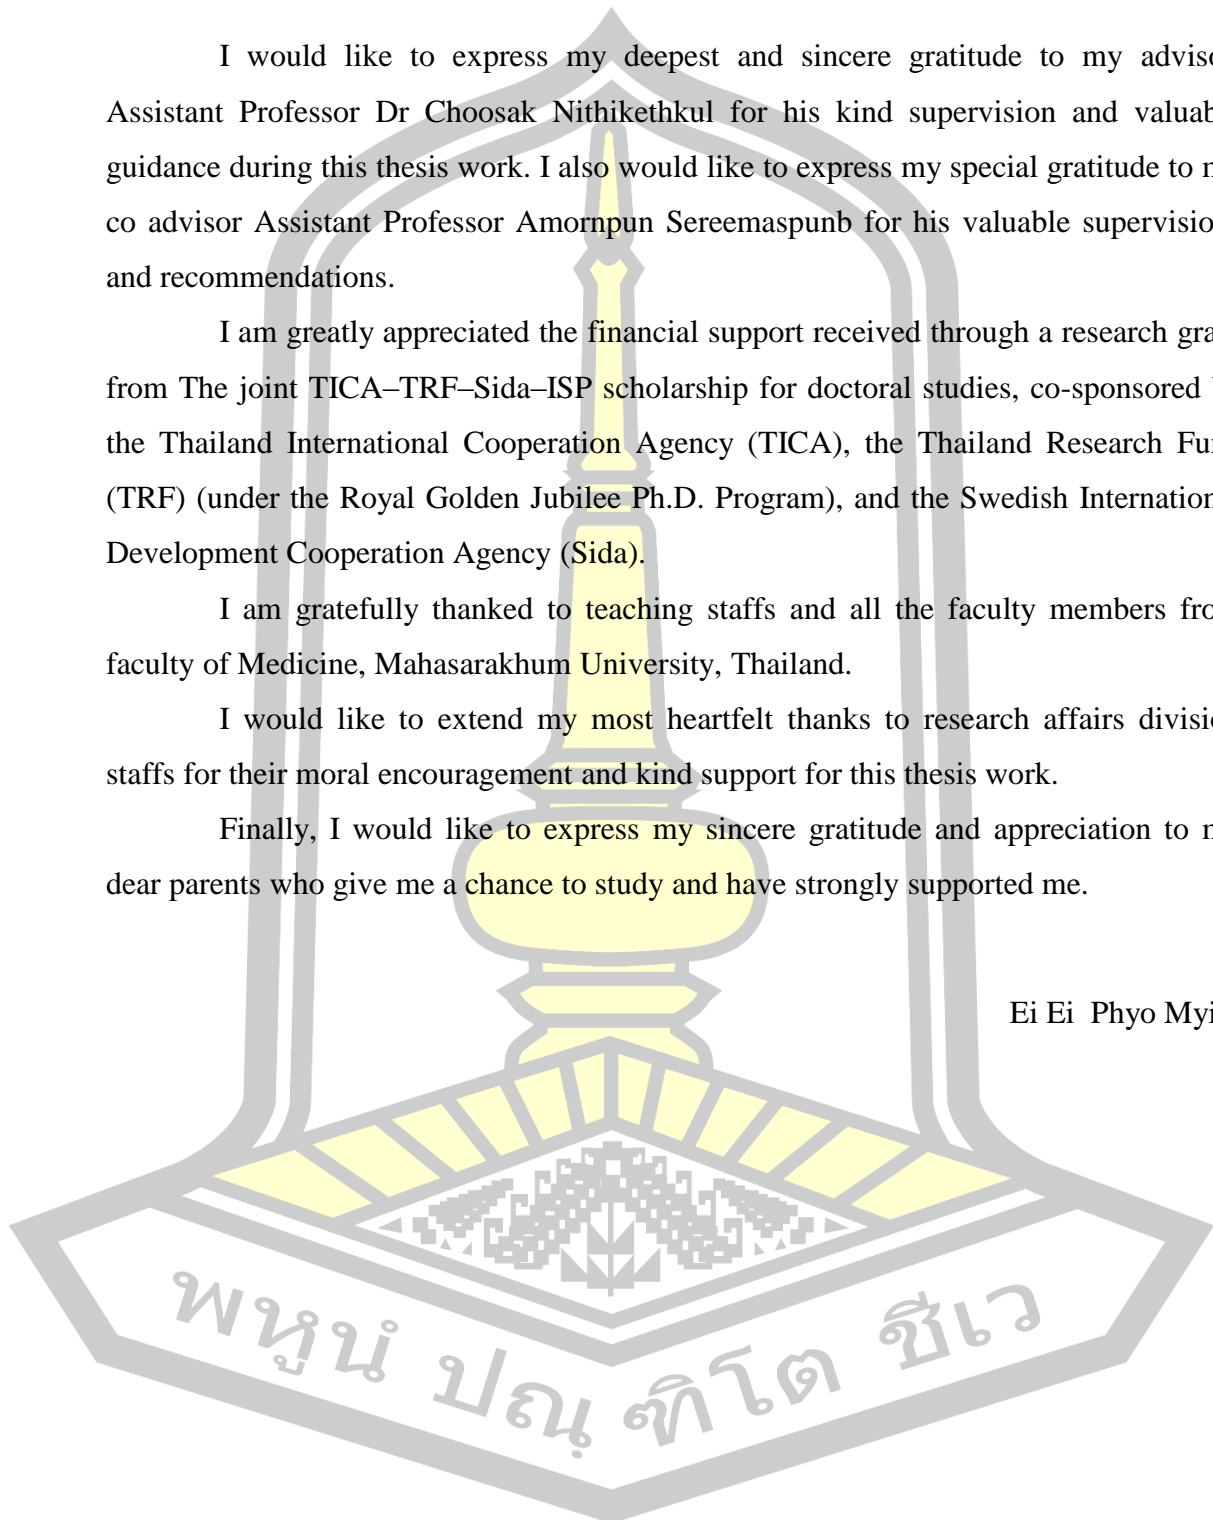 I would like to express my deepest and sincere gratitude to my adviso
Assistant Professor Dr Choosak Nithikethkul for his kind supervision and valuab
guidance during this thesis work. I also would like to express my special gratitude to m
co advisor Assistant Professor Amornpun Sereemaspunb for his valuable supervision
and recommendations.
I am greatly appreciated the financial support received through a research gra
from The joint TICA–TRF–Sida–ISP scholarship for doctoral studies, co-sponsored b
the Thailand International Cooperation Agency (TICA), the Thailand Research Fun
(TRF) (under the Royal Golden Jubilee Ph.D. Program), and the Swedish Internation
Development Cooperation Agency (Sida).
I am gratefully thanked to teaching staffs and all the faculty members fro
faculty of Medicine, Mahasarakhum University, Thailand.
I would like to extend my most heartfelt thanks to research affairs divisio
staffs for their moral encouragement and kind support for this thesis work.
Finally, I would like to express my sincere gratitude and appreciation to m
dear parents who give me a chance to study and have strongly supported me.
Ei Ei Phyo Myi
พหูนํ ปณฺฑิโต ชีเว